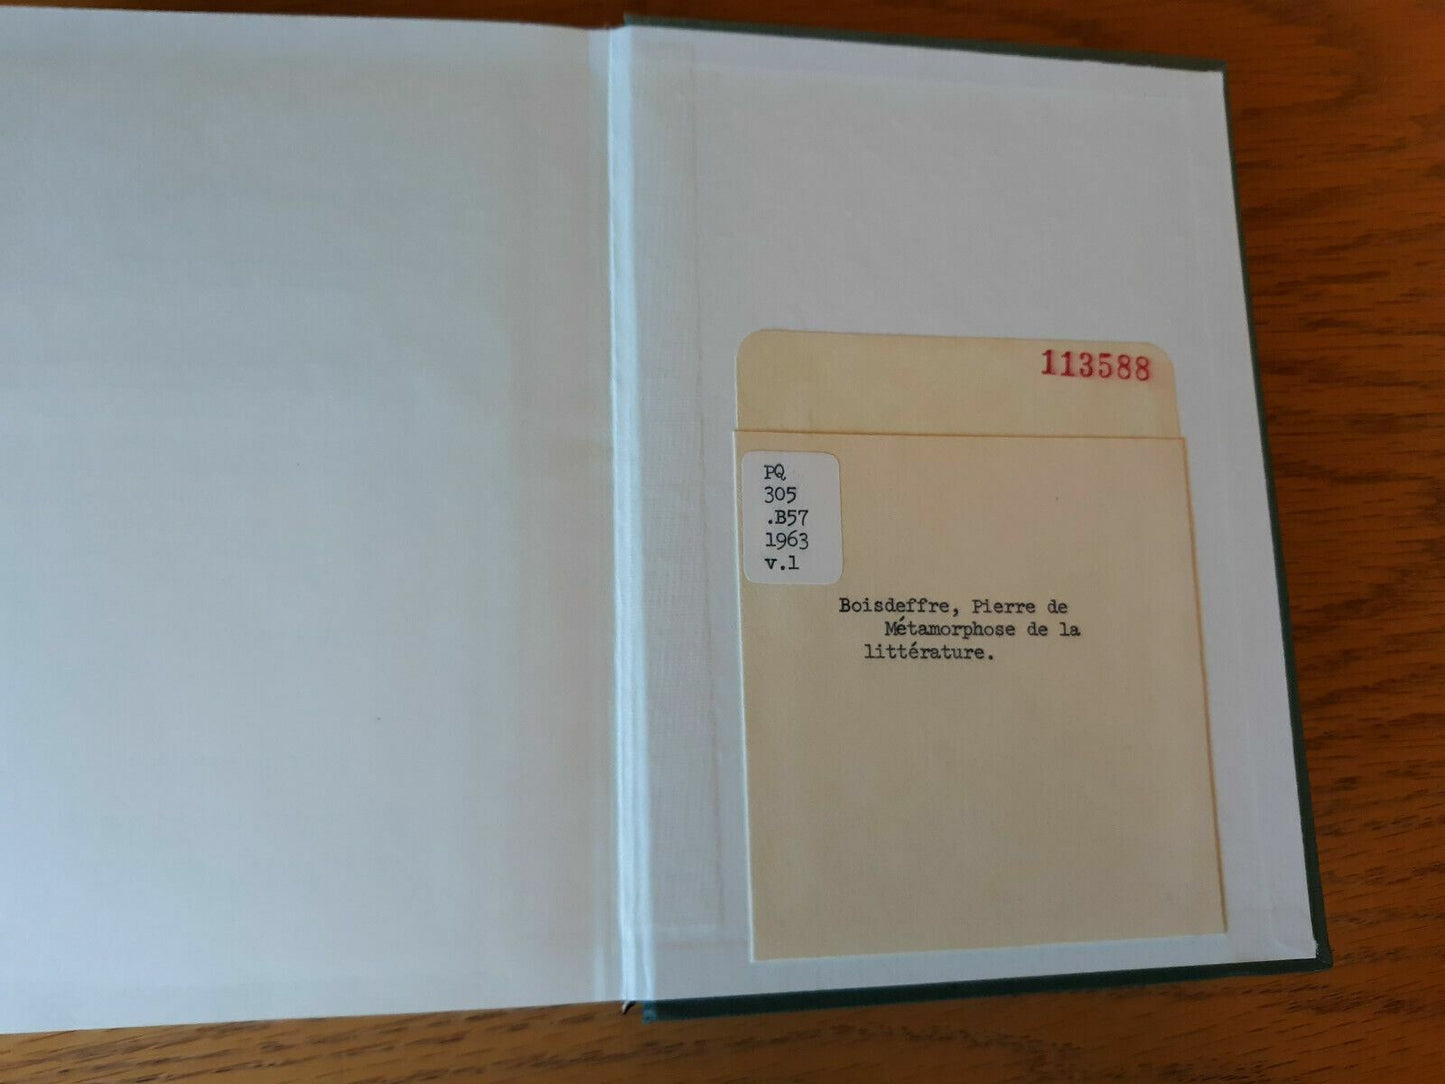 113588
PQ
305
.B57
1963
v.1
Boisdeffre, Pierre de
Métamorphose de la
littérature.